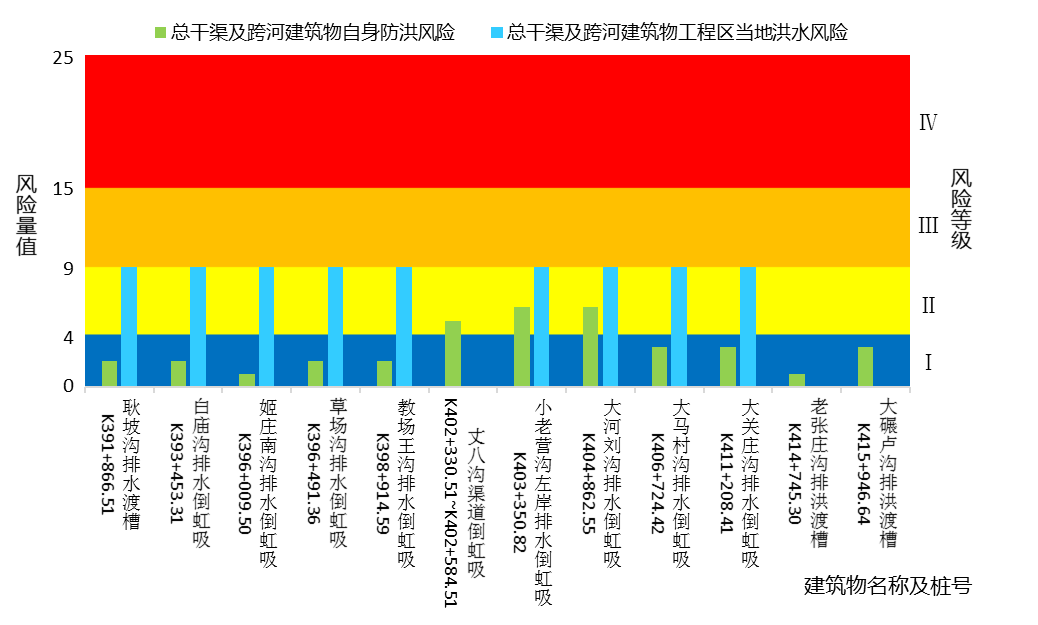 总干渠及跨河建筑物自身防洪风险
总干渠及跨河建筑物工程区当地洪水风险
风险量值
25
15
9
4
0
Ⅳ
Ⅲ
Ⅱ
Ⅰ
风险等级
耿坡沟排水渡槽
K391+866.51
白庙沟排水倒虹吸
K393+453.31
姬庄南沟排水倒虹吸
K396+009.50
草场沟排水倒虹吸
K396+491.36
教场王沟排水倒虹吸
K398+914.59
丈八沟渠道倒虹吸
K402+330.51~K402+584.51
小老营沟左岸排水倒虹吸
K403+350.82
大河刘沟排水倒虹吸
K404+862.55
大马村沟排水倒虹吸
K406+724.42
大关庄沟排水倒虹吸
K411+208.41
老张庄沟排洪渡槽
K414+745.30
大碾卢沟排洪渡槽
K415+946.64
建筑物名称及桩号